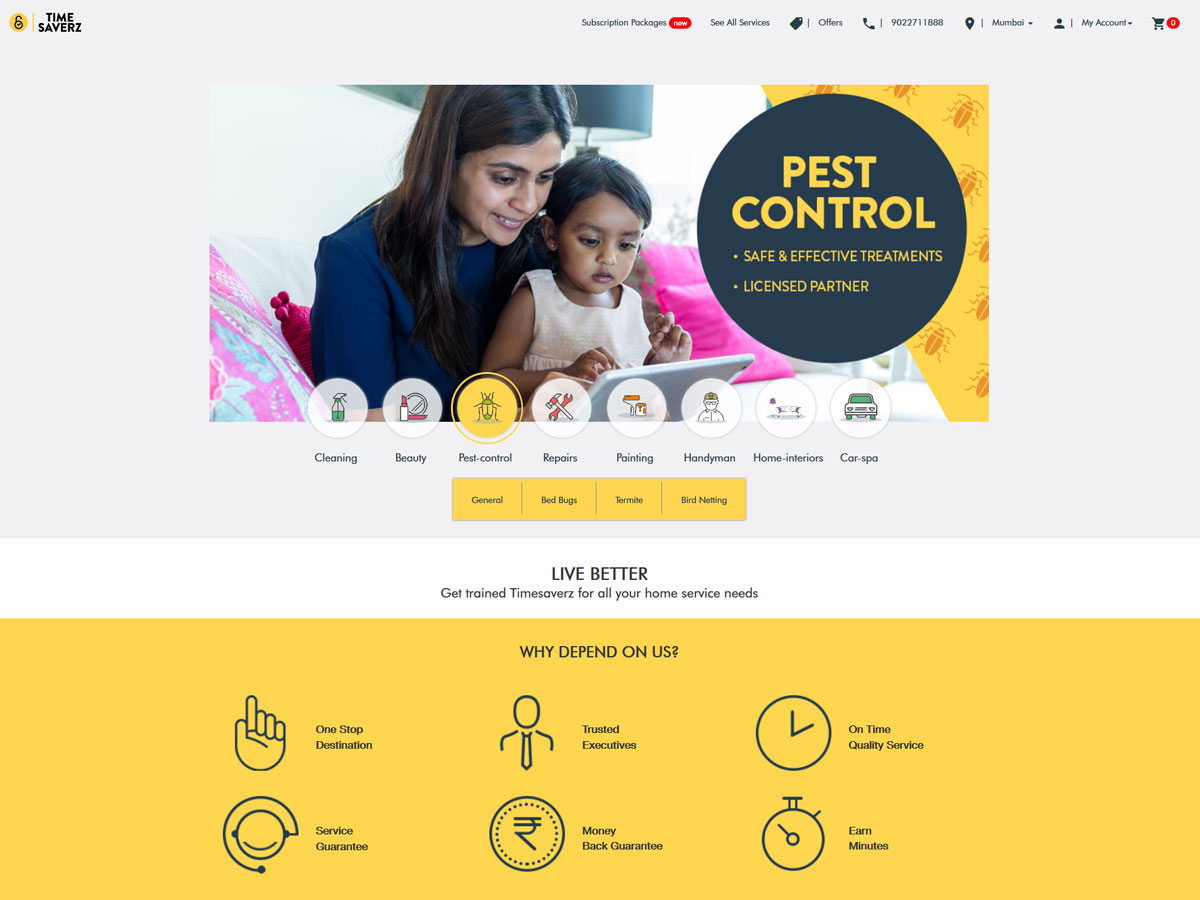 TIME
SAVERZ
Subscription Packages new
See All Services
Offers
9022711888
Mumbai
My Account
0
PEST
CONTROL
• SAFE & EFFECTIVE TREATMENTS
• LICENSED PARTNER
Cleaning
Beauty
Pest-control
Repairs
Painting
Handyman
Home-interiors
Car-spa
General
Bed Bugs
Termite
Bird Netting
LIVE BETTER
Get trained Timesaverz for all your home service needs
WHY DEPEND ON US?
One Stop
Destination
Trusted
Executives
On Time
Quality Service
Service
Guarantee
₹
Money
Back Guarantee
Earn
Minutes